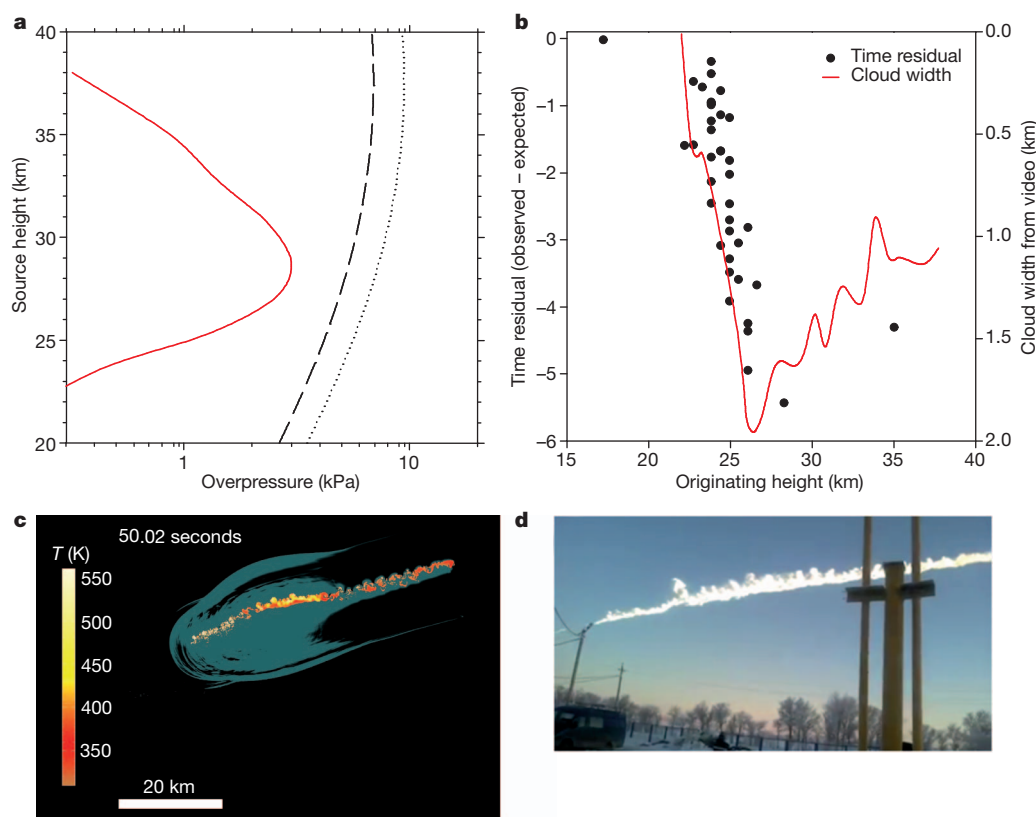 a
40
35
30
25
20
Source height (km)
1
10
Overpressure (kPa)
b
0
–1
–2
–3
–4
–5
–6
Time residual (observed – expected)
Time residual
Cloud width
0.0
0.5
1.0
1.5
2.0
Cloud width from video (km)
15
20
25
30
35
40
Originating height (km)
c
50.02 seconds
T (K)
550
500
450
400
350
20 km
d